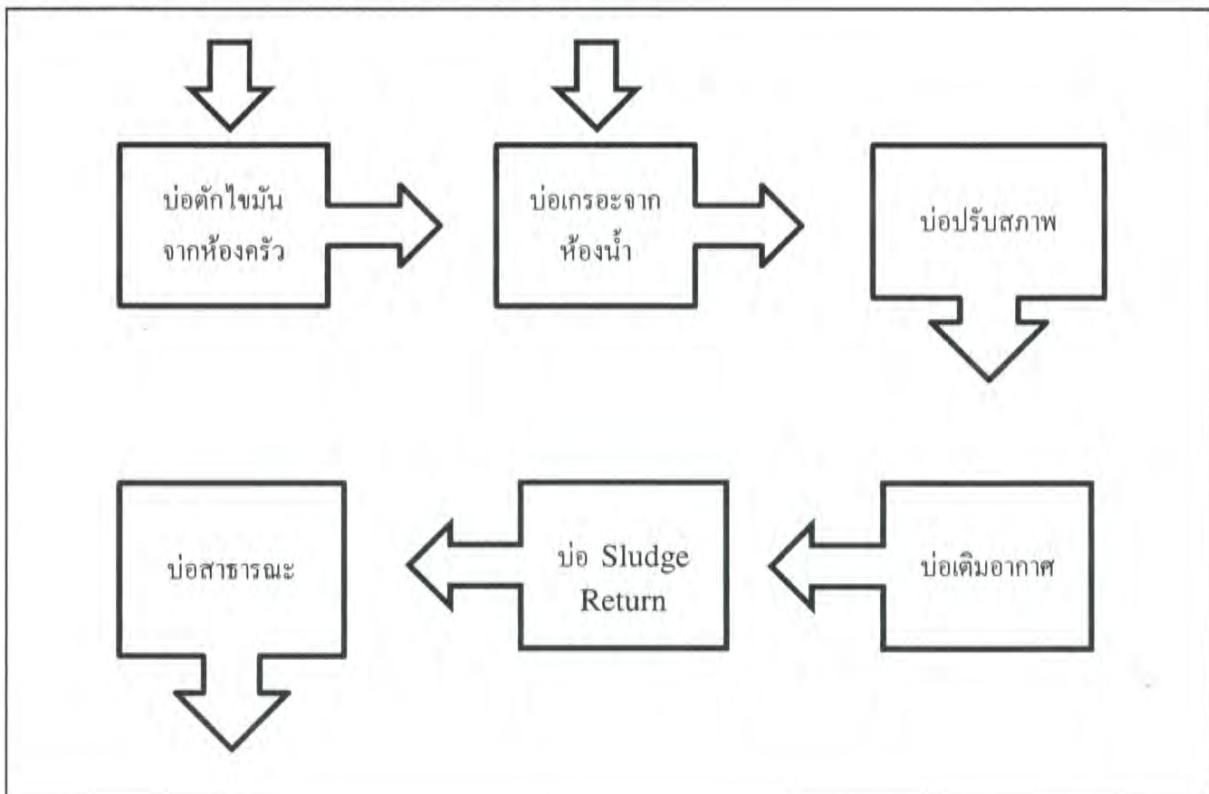 บ่อดักไขมัน
จากห้องครัว
บ่อเกรอะจาก
ห้องน้ำ
บ่อปรับสภาพ
บ่อสาธารณะ
บ่อ Sludge
Return
บ่อเติมอากาศ